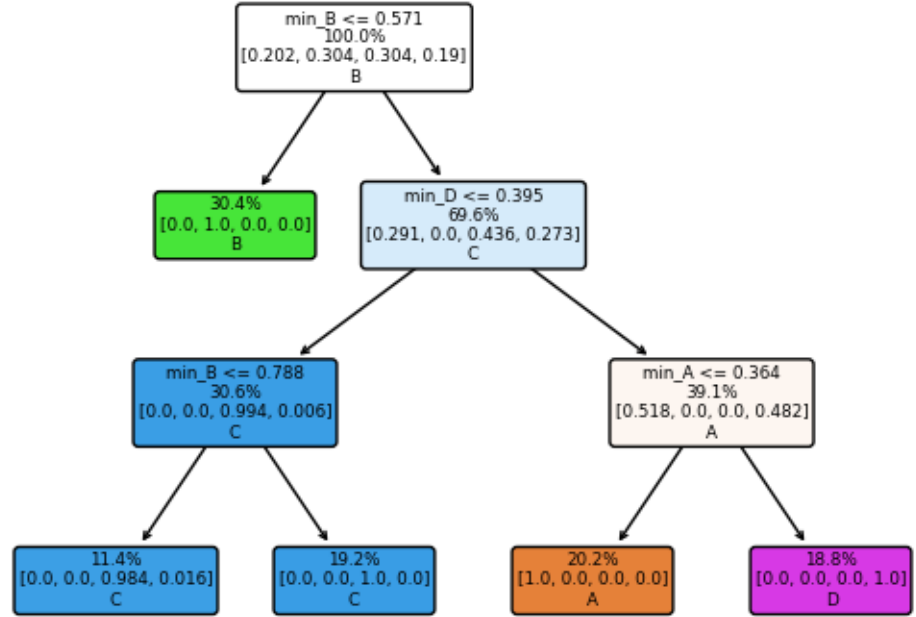 min_B <= 0.571
100.0%
[0.202, 0.304, 0.304, 0.19]
B
30.4%
[0.0, 1.0, 0.0, 0.0]
B
min_D <= 0.395
69.6%
[0.291, 0.0, 0.436, 0.273]
C
min_B <= 0.788
30.6%
[0.0, 0.0, 0.994, 0.006]
C
min_A <= 0.364
39.1%
[0.518, 0.0, 0.0, 0.482]
A
11.4%
[0.0, 0.0, 0.984, 0.016]
C
19.2%
[0.0, 0.0, 1.0, 0.0]
C
20.2%
[1.0, 0.0, 0.0, 0.0]
A
18.8%
[0.0, 0.0, 0.0, 1.0]
D